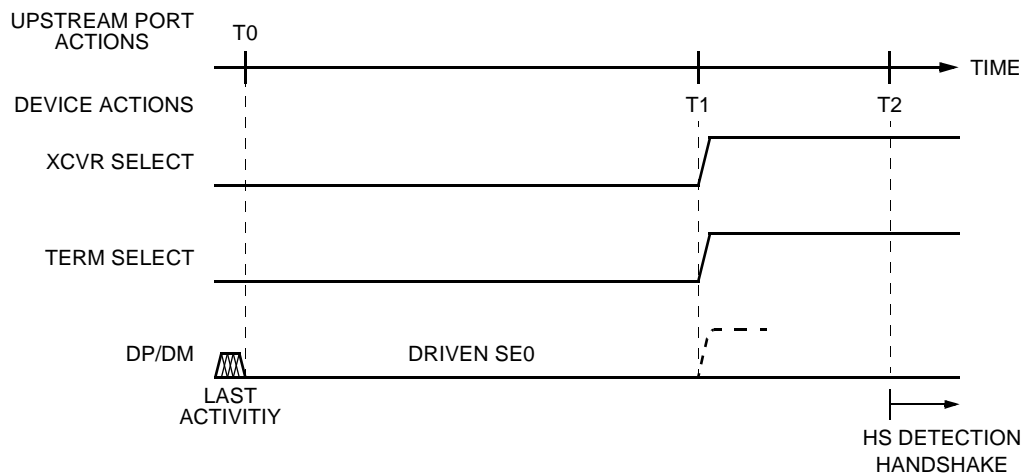 UPSTREAM PORT
ACTIONS
T0
TIME
DEVICE ACTIONS
T1
T2
XCVR SELECT
TERM SELECT
DP/DM
DRIVEN SE0
LAST
ACTIVITIY
HS DETECTION
HANDSHAKE